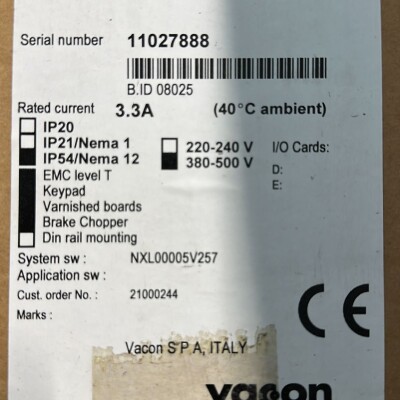 Serial number 11027888
B.ID 08025
Rated current 3.3A (40°C ambient)
IP20
IP21/Nema 1 220-240 V I/O Cards:
IP54/Nema 12 380-500 V
EMC level T D:
Keypad E:
Varnished boards
Brake Chopper
Din rail mounting
System sw : NXL00005V257
Application sw :
Cust. order No. : 21000244
Marks :
CE
Vacon S P A, ITALY
vacon